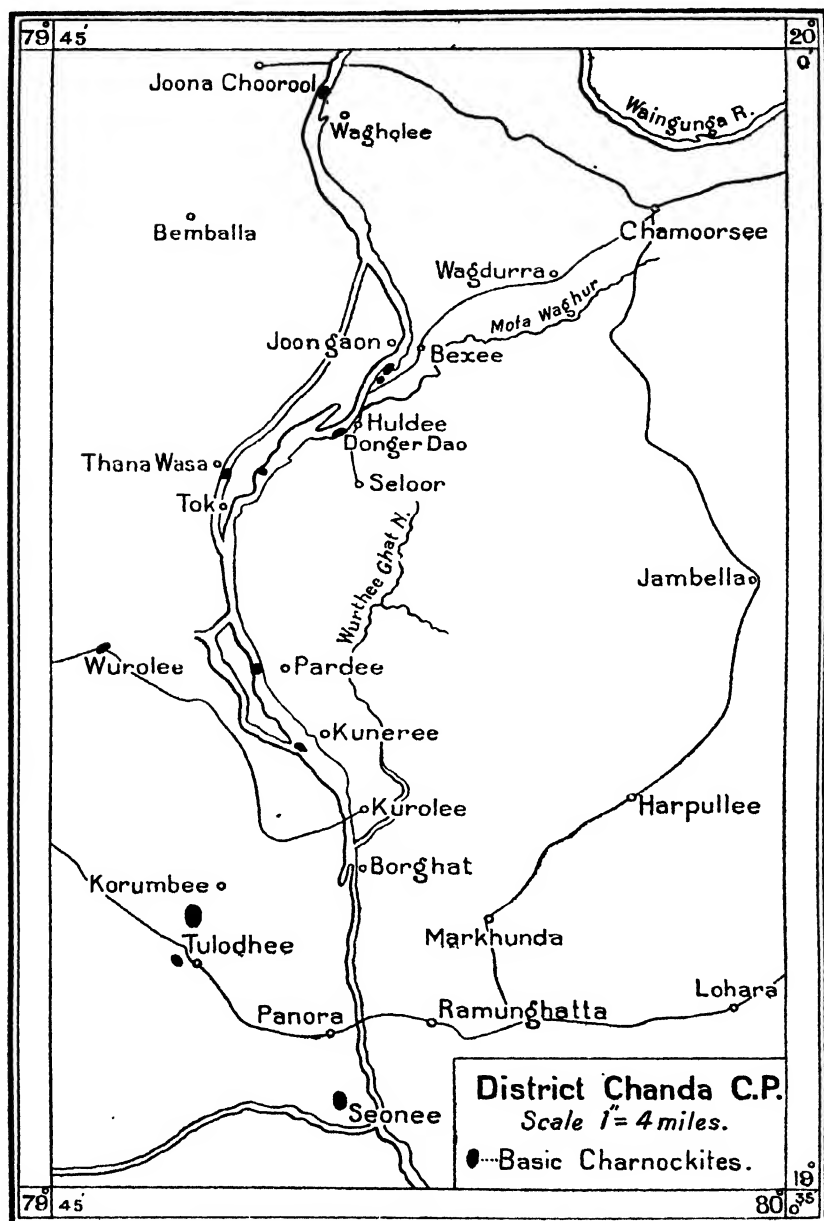 79° 45′
20°
0′
Joona Choorool
Wagholee
Waingunga R.
Bemballa
Chamoorsee
Wagdurra
Mota Waghur
Joongaon
Bexee
Huldee
Donger Dao
Thana Wasa
Seloor
Tok
Wurthee Ghat N.
Jambella
Wurolee
Pardee
Kuneree
Kurolee
Harpullee
Borghat
Korumbee
Markhunda
Tulodhee
Lohara
Panora
Ramunghatta
District Chanda C.P.
Scale 1"= 4 miles.
Seonee
Basic Charnockites.
19°
35′
79° 45′
80°
0′